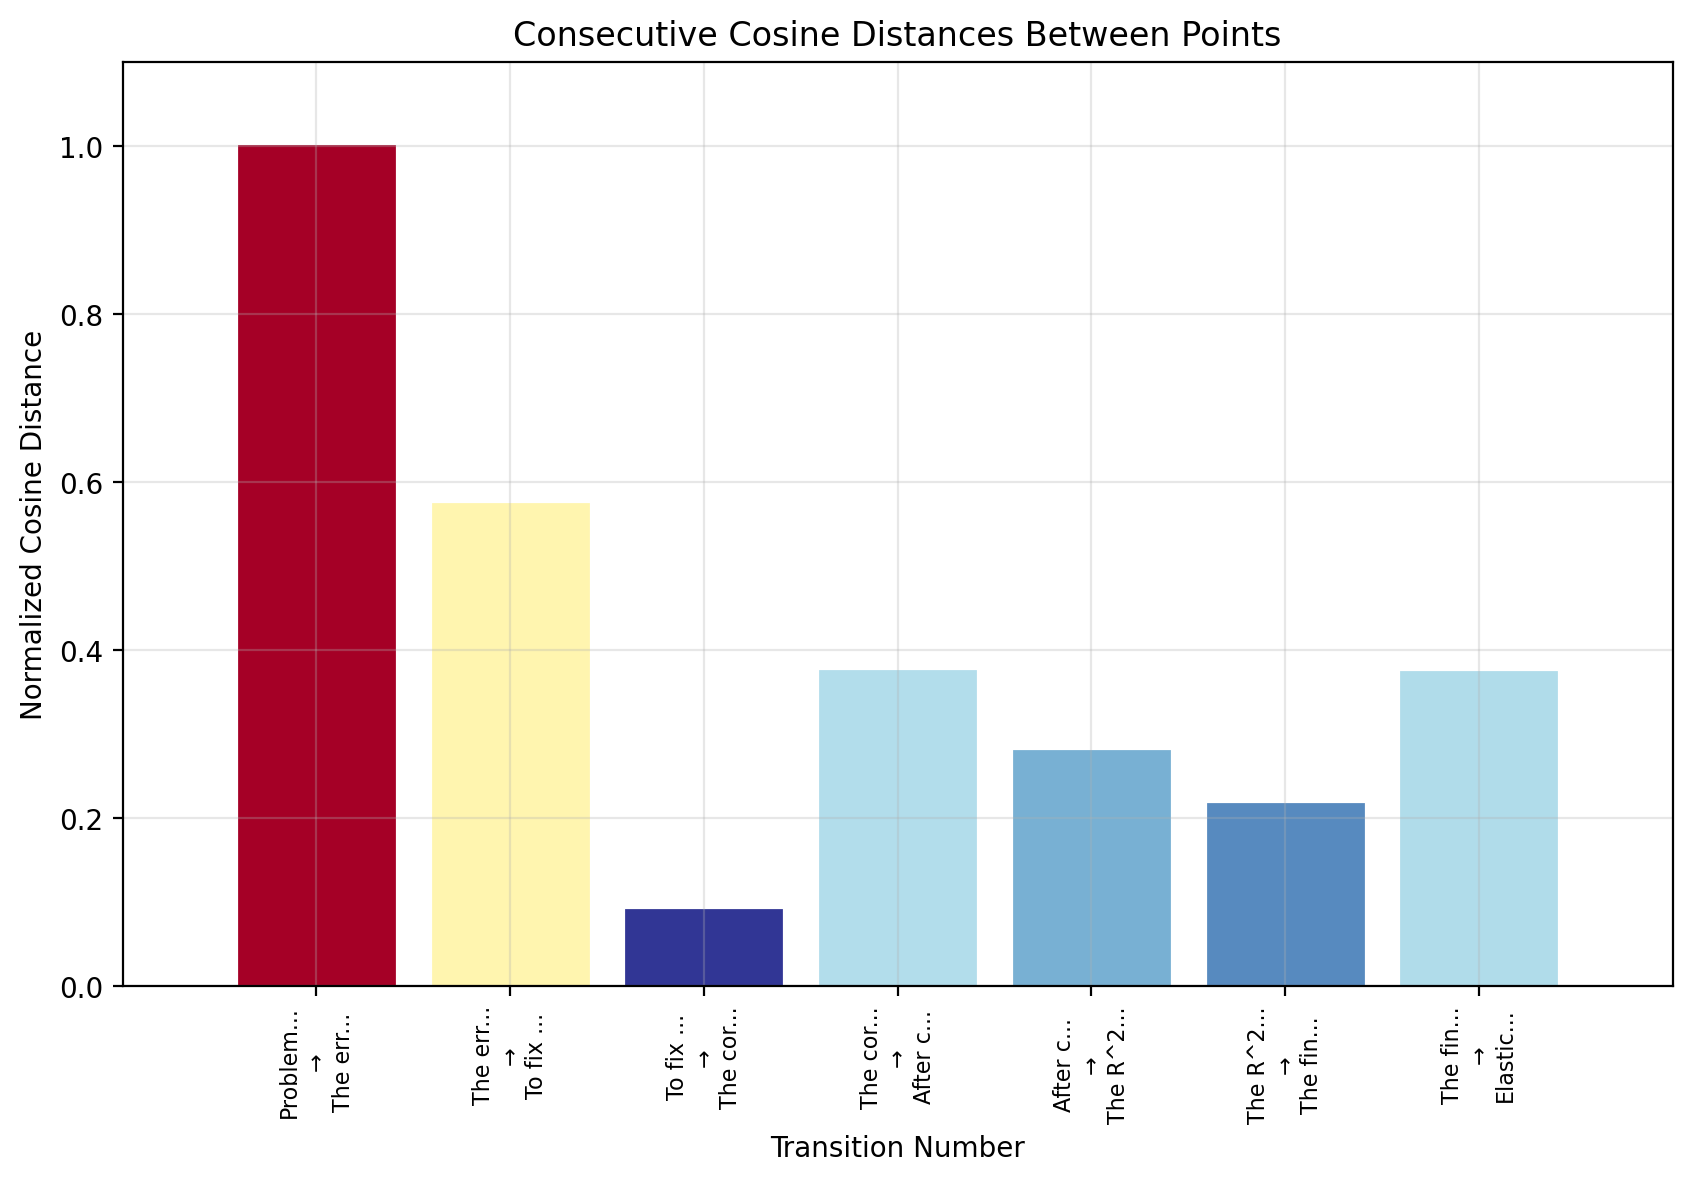 Consecutive Cosine Distances Between Points
Normalized Cosine Distance
1.0
0.8
0.6
0.4
0.2
0.0
Problem...
→
The err...
The err...
→
To fix ...
To fix ...
→
The cor...
The cor...
→
After c...
After c...
→
The R^2...
The R^2...
→
The fin...
The fin...
→
Elastic...
Transition Number